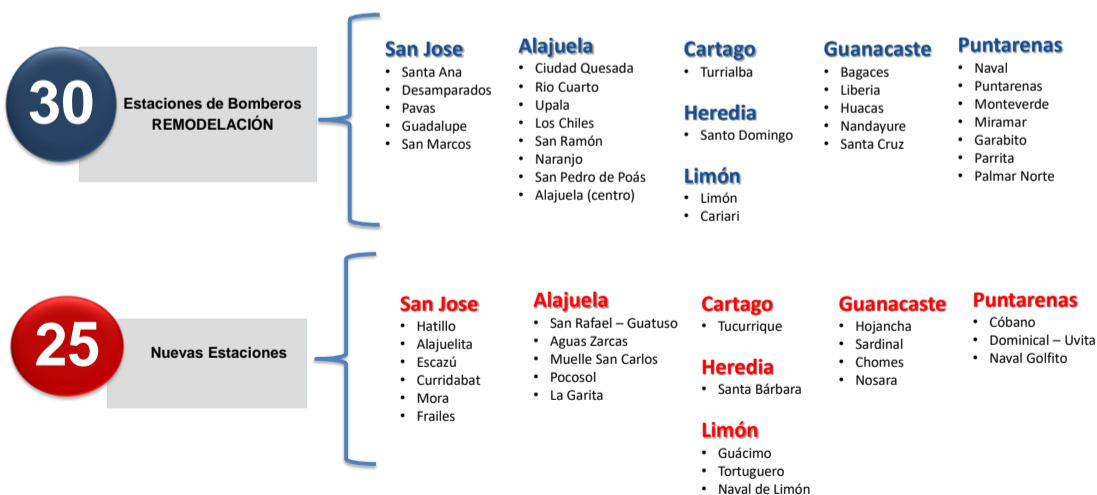 30
Estaciones de Bomberos
REMODELACIÓN
San Jose
• Santa Ana
• Desamparados
• Pavas
• Guadalupe
• San Marcos
Alajuela
• Ciudad Quesada
• Rio Cuarto
• Upala
• Los Chiles
• San Ramón
• Naranjo
• San Pedro de Poás
• Alajuela (centro)
Cartago
• Turrialba
Heredia
• Santo Domingo
Limón
• Limón
• Cariari
Guanacaste
• Bagaces
• Liberia
• Huacas
• Nandayure
• Santa Cruz
Puntarenas
• Naval
• Puntarenas
• Monteverde
• Miramar
• Garabito
• Parrita
• Palmar Norte
25
Nuevas Estaciones
San Jose
• Hatillo
• Alajuelita
• Escazú
• Curridabat
• Mora
• Frailes
Alajuela
• San Rafael – Guatuso
• Aguas Zarcas
• Muelle San Carlos
• Pocosol
• La Garita
Cartago
• Tucurrique
Heredia
• Santa Bárbara
Limón
• Guácimo
• Tortuguero
• Naval de Limón
Guanacaste
• Hojancha
• Sardinal
• Chomes
• Nosara
Puntarenas
• Cóbano
• Dominical – Uvita
• Naval Golfito